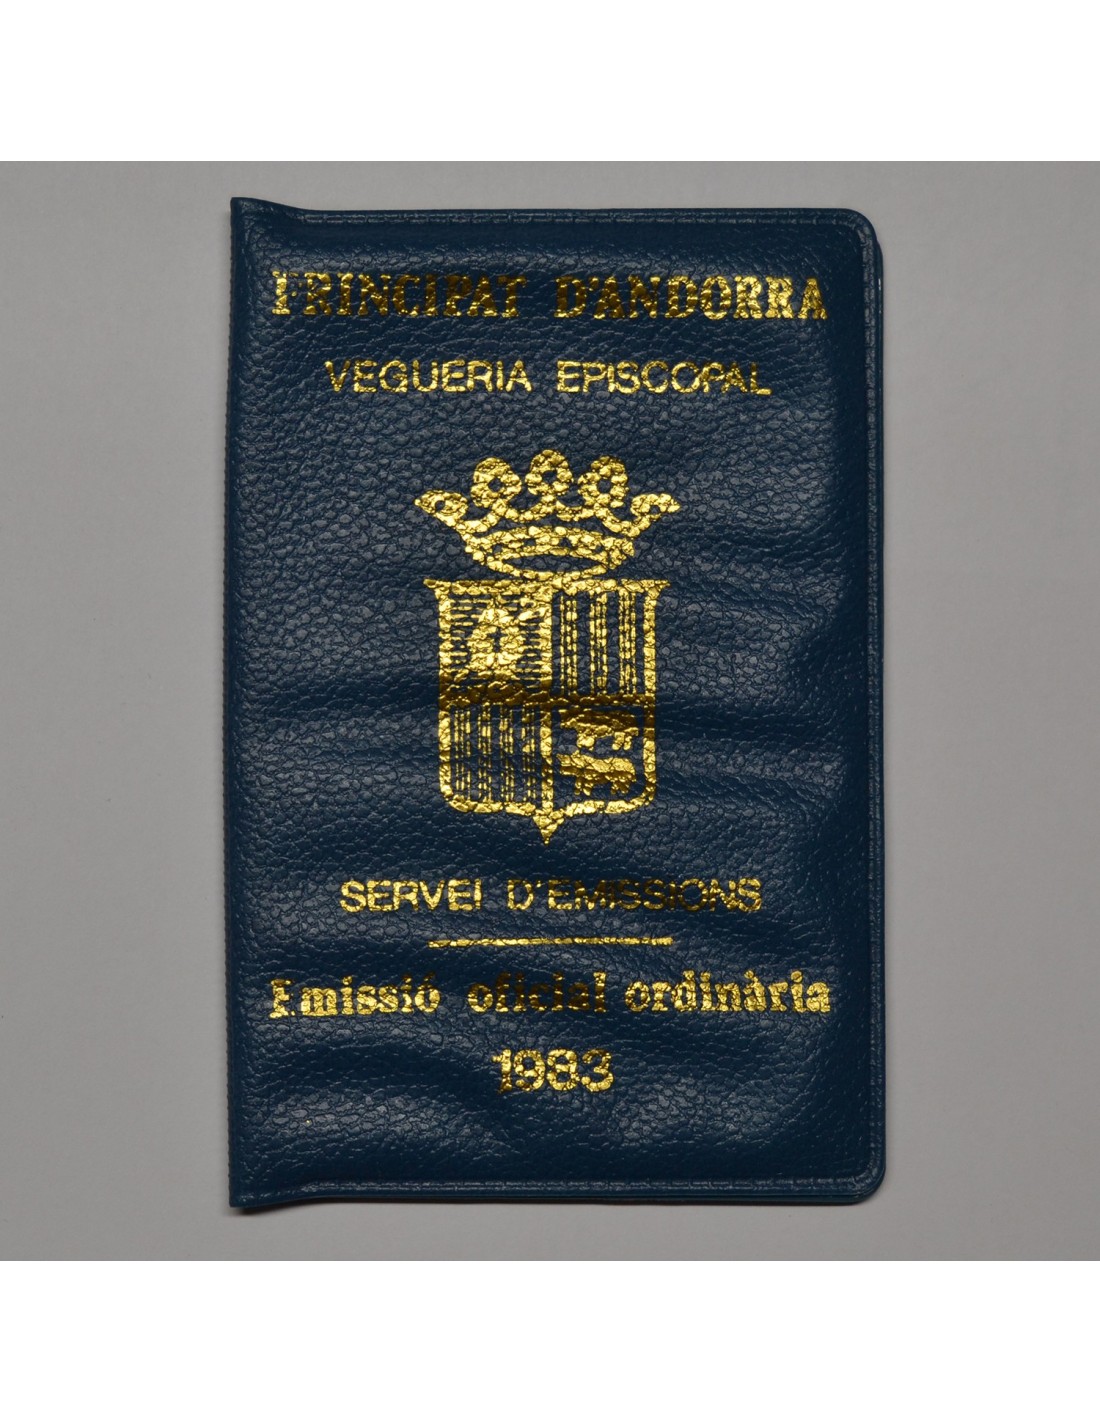 PRINCIPAT D'ANDORRA
VEGUERIA EPISCOPAL
SERVEI D'EMISSIONS
Emissió oficial ordinària
1983